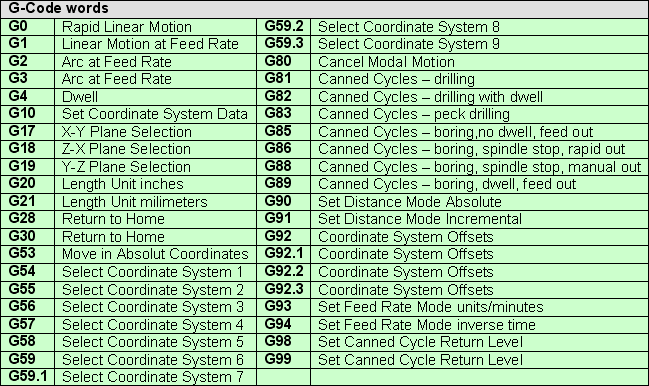 G-Code words
G0 Rapid Linear Motion G59.2 Select Coordinate System 8
G1 Linear Motion at Feed Rate G59.3 Select Coordinate System 9
G2 Arc at Feed Rate G80 Cancel Modal Motion
G3 Arc at Feed Rate G81 Canned Cycles – drilling
G4 Dwell G82 Canned Cycles – drilling with dwell
G10 Set Coordinate System Data G83 Canned Cycles – peck drilling
G17 X-Y Plane Selection G85 Canned Cycles – boring,no dwell, feed out
G18 Z-X Plane Selection G86 Canned Cycles – boring, spindle stop, rapid out
G19 Y-Z Plane Selection G88 Canned Cycles – boring, spindle stop, manual out
G20 Length Unit inches G89 Canned Cycles – boring, dwell, feed out
G21 Length Unit milimeters G90 Set Distance Mode Absolute
G28 Return to Home G91 Set Distance Mode Incremental
G30 Return to Home G92 Coordinate System Offsets
G53 Move in Absolut Coordinates G92.1 Coordinate System Offsets
G54 Select Coordinate System 1 G92.2 Coordinate System Offsets
G55 Select Coordinate System 2 G92.3 Coordinate System Offsets
G56 Select Coordinate System 3 G93 Set Feed Rate Mode units/minutes
G57 Select Coordinate System 4 G94 Set Feed Rate Mode inverse time
G58 Select Coordinate System 5 G98 Set Canned Cycle Return Level
G59 Select Coordinate System 6 G99 Set Canned Cycle Return Level
G59.1 Select Coordinate System 7